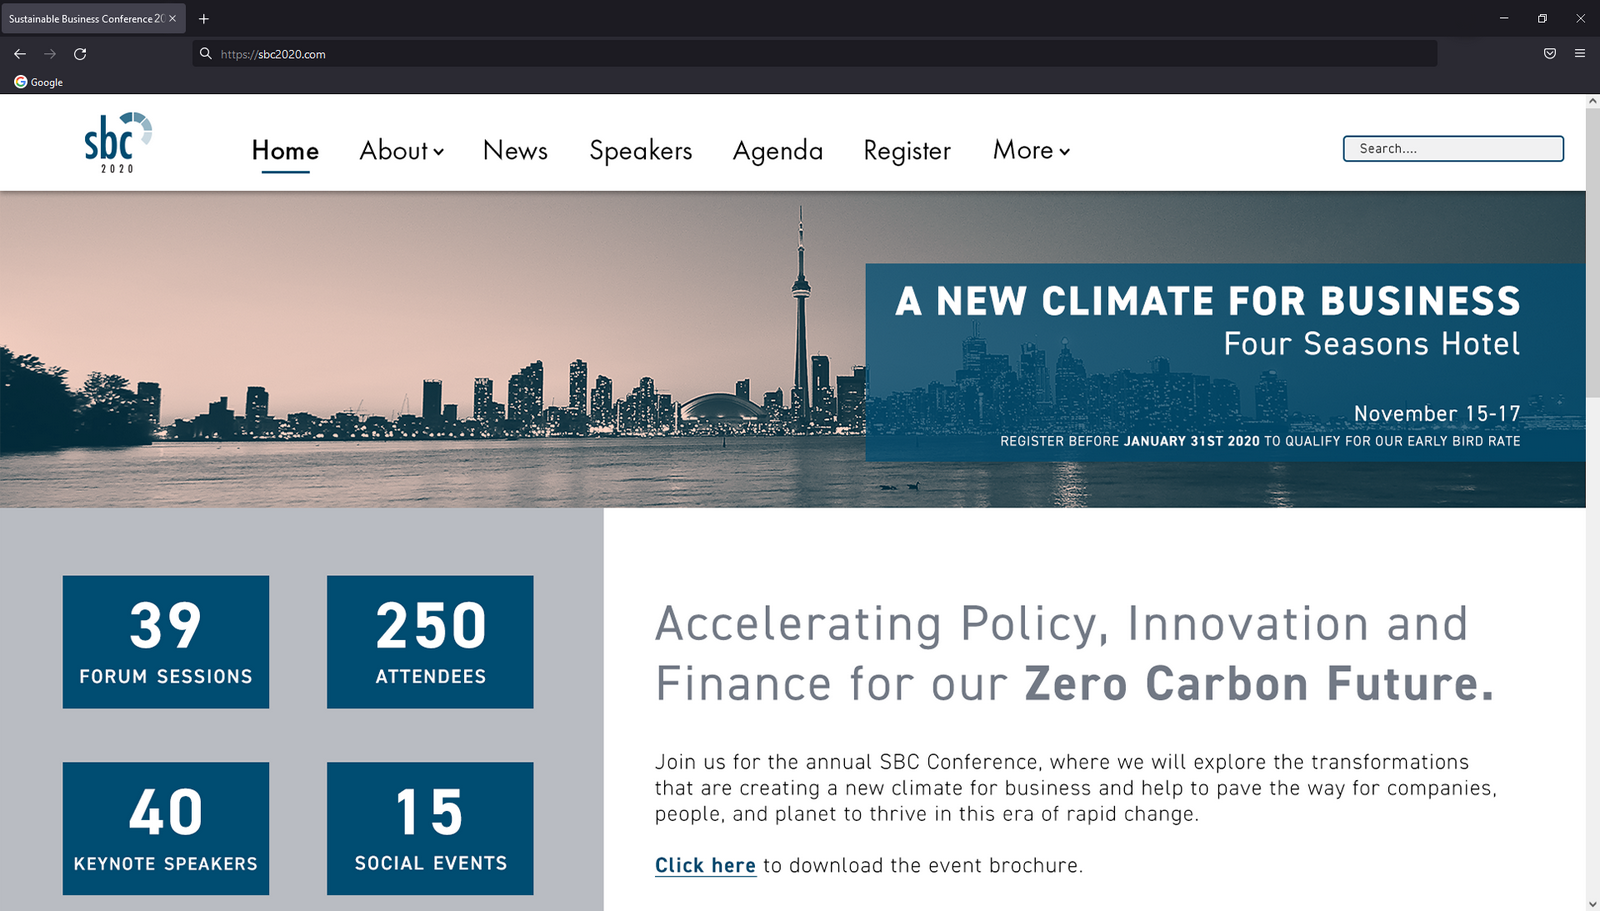 Sustainable Business Conference 20
https://sbc2020.com
Google
sbc
2020
Home
About
News
Speakers
Agenda
Register
More
Search....
A NEW CLIMATE FOR BUSINESS
Four Seasons Hotel
November 15-17
REGISTER BEFORE JANUARY 31ST 2020 TO QUALIFY FOR OUR EARLY BIRD RATE
39
FORUM SESSIONS
250
ATTENDEES
40
KEYNOTE SPEAKERS
15
SOCIAL EVENTS
Accelerating Policy, Innovation and
Finance for our Zero Carbon Future.
Join us for the annual SBC Conference, where we will explore the transformations
that are creating a new climate for business and help to pave the way for companies,
people, and planet to thrive in this era of rapid change.
Click here to download the event brochure.